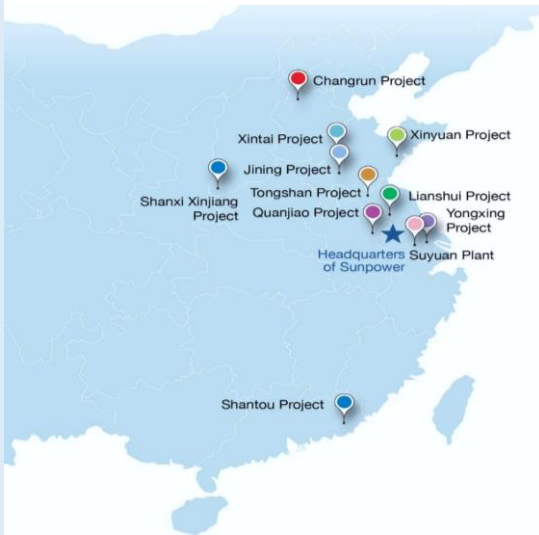 Changrun Project
Xintai Project
Xinyuan Project
Jining Project
Shanxi Xinjiang
Project
Tongshan Project
Lianshui Project
Quanjiao Project
Yongxing
Project
Headquarters
of Sunpower
Suyuan Plant
Shantou Project